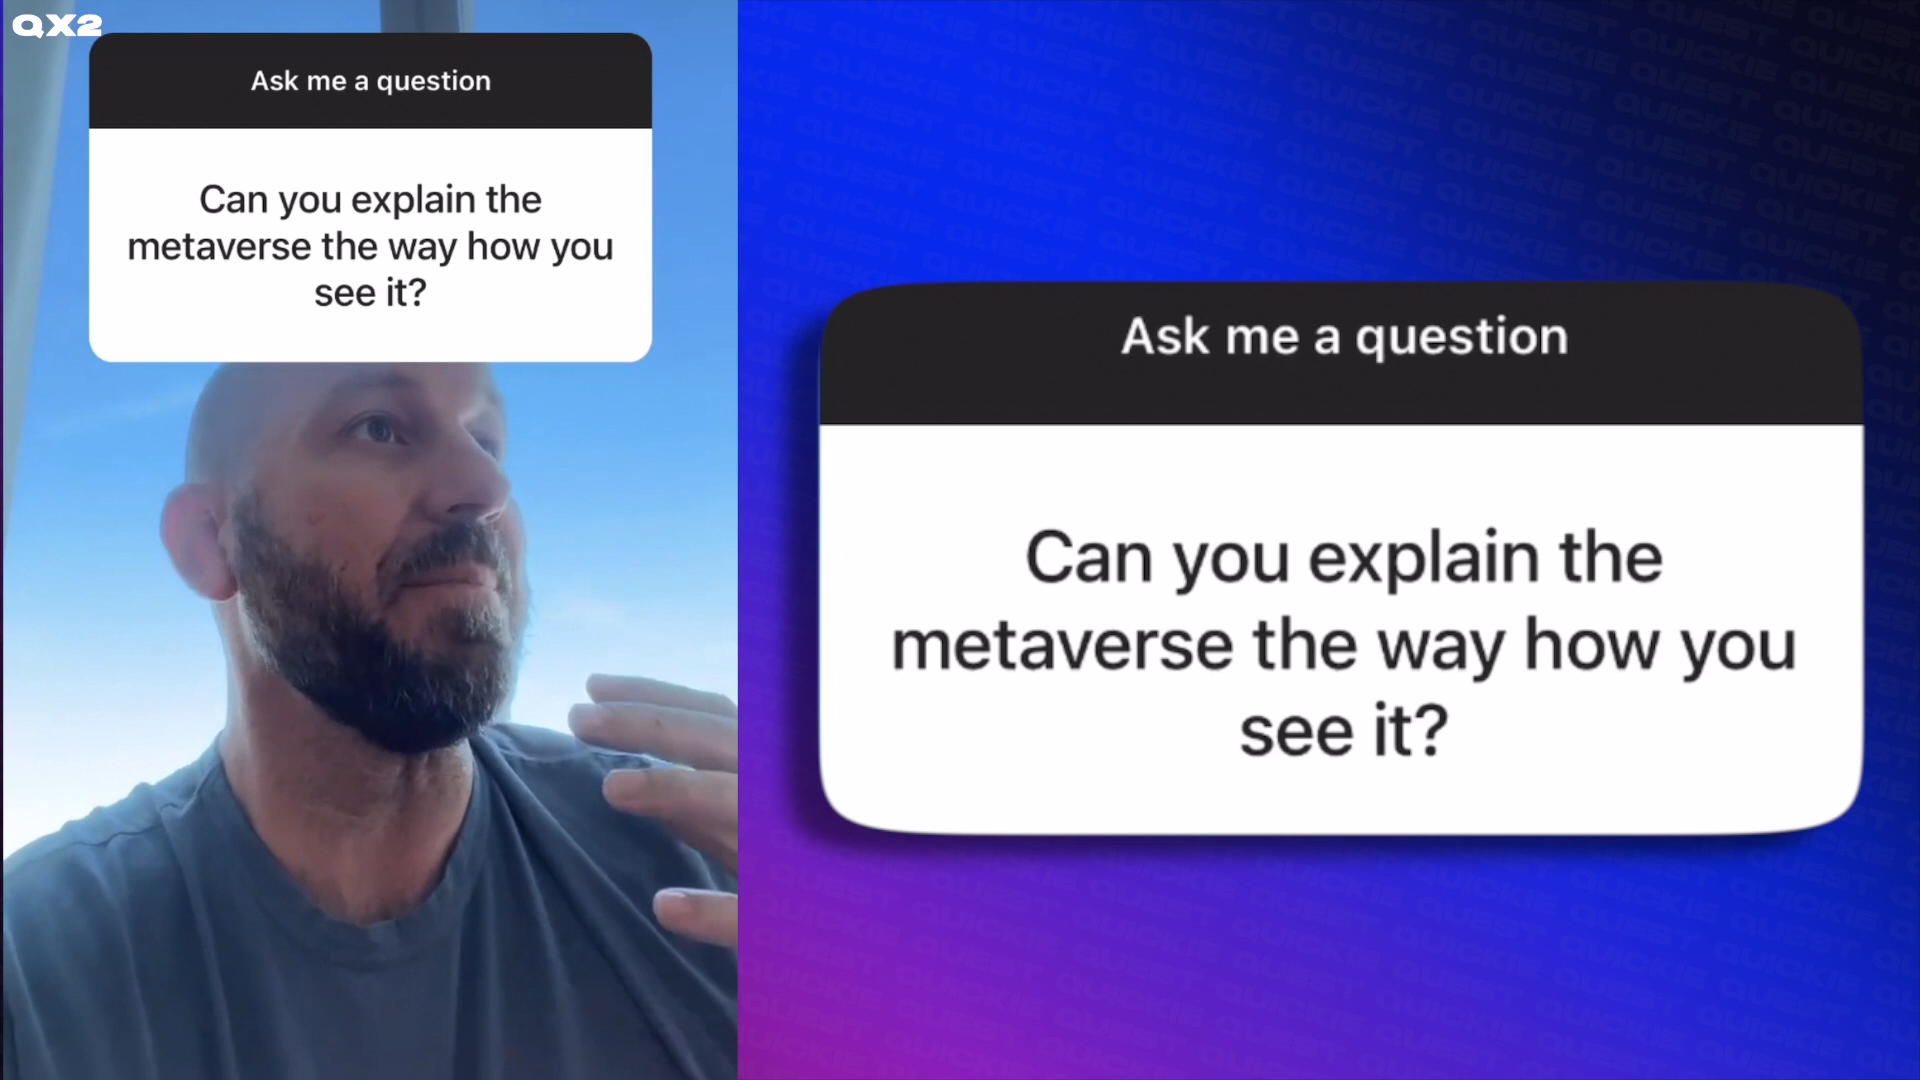 QX2
Ask me a question
Can you explain the
metaverse the way how you
see it?
Ask me a question
Can you explain the
metaverse the way how you
see it?